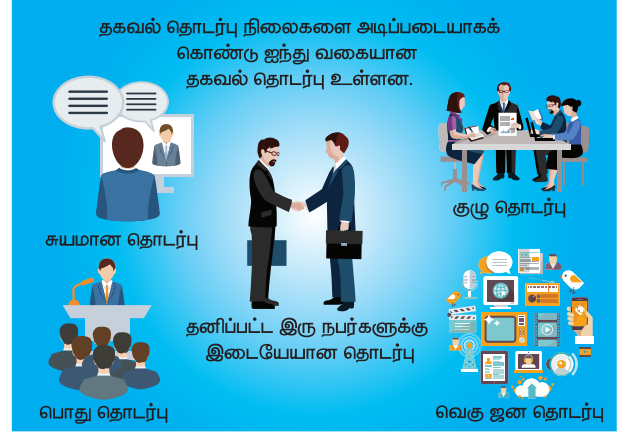 தகவல் தொடர்பு நிலைகளை அடிப்படையாகக்
கொண்டு ஐந்து வகையான
தகவல் தொடர்பு உள்ளன.
சுயமான தொடர்பு
குழு தொடர்பு
தனிப்பட்ட இரு நபர்களுக்கு
இடையேயான தொடர்பு
பொது தொடர்பு
வெகு ஜன தொடர்பு